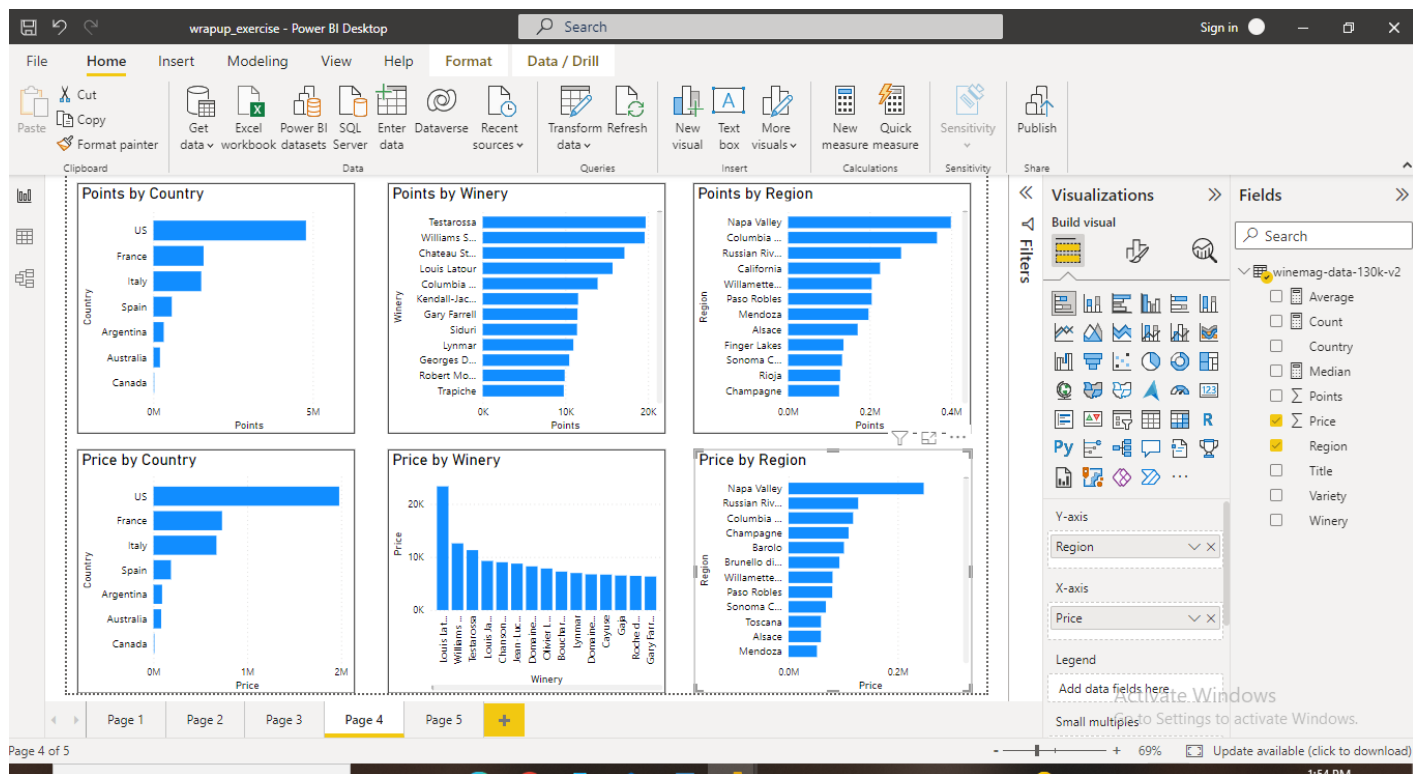 wrapup_exercise - Power BI Desktop
Search
Sign in
File Home Insert Modeling View Help Format Data / Drill
Paste
Cut
Copy
Format painter
Get data
Excel workbook
Power BI datasets
SQL Server
Enter data
Dataverse
Recent sources
Transform data
Refresh
New visual
Text box
More visuals
New measure
Quick measure
Sensitivity
Publish
Clipboard Data Queries Insert Calculations Sensitivity Share
Points by Country
Country
US
France
Italy
Spain
Argentina
Australia
Canada
0M 5M
Points
Points by Winery
Winery
Testarossa
Williams S...
Chateau St...
Louis Latour
Columbia ...
Kendall-Jac...
Gary Farrell
Siduri
Lynmar
Georges D...
Robert Mo...
Trapiche
0K 10K 20K
Points
Points by Region
Region
Napa Valley
Columbia ...
Russian Riv...
California
Willamette...
Paso Robles
Mendoza
Alsace
Finger Lakes
Sonoma C...
Rioja
Champagne
0.0M 0.2M 0.4M
Points
Price by Country
Country
US
France
Italy
Spain
Argentina
Australia
Canada
0M 1M 2M
Price
Price by Winery
Price
20K
10K
0K
Louis Lat...
Williams ...
Testarossa
Louis Ja...
Chanson...
Jean Luc...
Domaine...
Olivier L...
Bouchar...
Lynmar
Domaine...
Cayuse
Gaja
Roche d...
Gary Farr...
Winery
Price by Region
Region
Napa Valley
Russian Riv...
Columbia ...
Champagne
Barolo
Brunello di...
Willamette...
Paso Robles
Sonoma C...
Toscana
Alsace
Mendoza
0.0M 0.2M
Price
Filters
Visualizations
Build visual
123
R
Py
Y-axis
Region
X-axis
Price
Legend
Add data fields here
Small multiples
Fields
Search
winemag-data-130k-v2
Average
Count
Country
Median
Points
Price
Region
Title
Variety
Winery
Activate Windows
Go to Settings to activate Windows.
Page 1 Page 2 Page 3 Page 4 Page 5
Page 4 of 5
- + 69% Update available (click to download)
1:54 PM